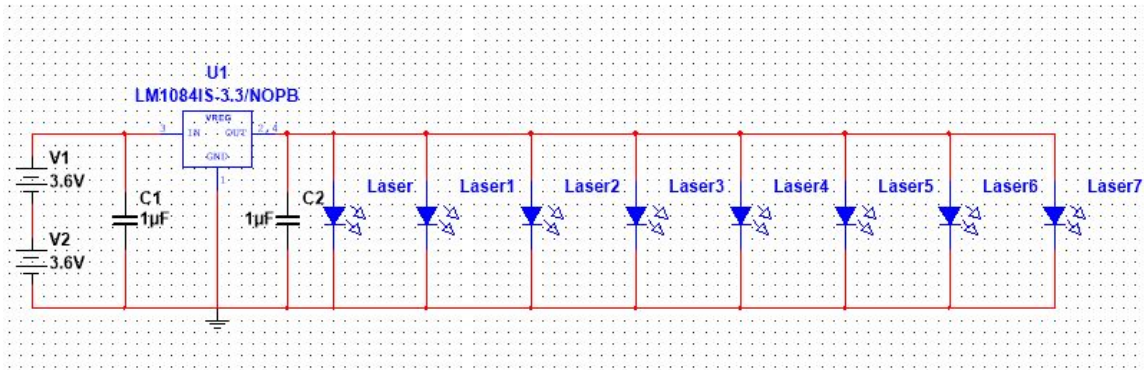 U1
LM1084IS-3.3/NOPB
VREG
3 IN OUT 2,4
GND
1
V1
3.6V
C1
1µF
V2
3.6V
C2
1µF
Laser Laser1 Laser2 Laser3 Laser4 Laser5 Laser6 Laser7